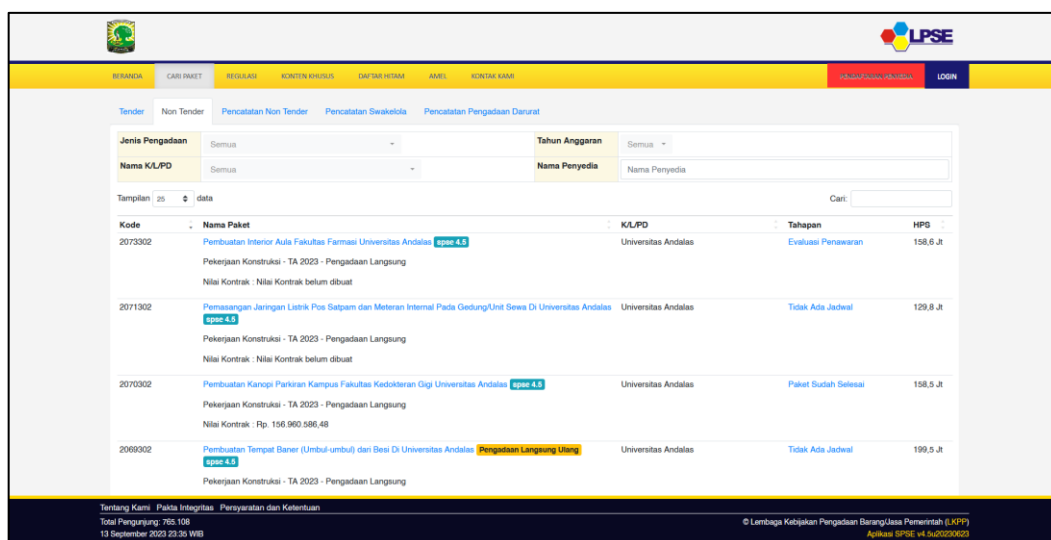 LPSE
BERANDA CARI PAKET REGULASI KONTEN KHUSUS DAFTAR HITAM AMEL KONTAK KAMI LOGIN
Tender Non Tender Pencatatan Non Tender Pencatatan Swakelola Pencatatan Pengadaan Darurat
Jenis Pengadaan Semua Tahun Anggaran Semua
Nama K/L/PD Semua Nama Penyedia Nama Penyedia
Tampilan 25 data Cari:
Kode Nama Paket K/L/PD Tahapan HPS
2073302 Pembuatan Interior Aula Fakultas Farmasi Universitas Andalas spse 4.5 Universitas Andalas Evaluasi Penawaran 158,6 Jt
Pekerjaan Konstruksi - TA 2023 - Pengadaan Langsung
Nilai Kontrak : Nilai Kontrak belum dibuat
2071302 Pemasangan Jaringan Listrik Pos Satpam dan Meteran Internal Pada Gedung/Unit Sewa Di Universitas Andalas Universitas Andalas Tidak Ada Jadwal 129,8 Jt
spse 4.5
Pekerjaan Konstruksi - TA 2023 - Pengadaan Langsung
Nilai Kontrak : Nilai Kontrak belum dibuat
2070302 Pembuatan Kanopi Parkiran Kampus Fakultas Kedokteran Gigi Universitas Andalas spse 4.5 Universitas Andalas Paket Sudah Selesai 158,5 Jt
Pekerjaan Konstruksi - TA 2023 - Pengadaan Langsung
Nilai Kontrak : Rp. 156.960.586,48
2069302 Pembuatan Tempat Baner (Umbul-umbul) dari Besi Di Universitas Andalas Pengadaan Langsung Ulang Universitas Andalas Tidak Ada Jadwal 199,5 Jt
spse 4.5
Pekerjaan Konstruksi - TA 2023 - Pengadaan Langsung
Tentang Kami Pakta Integritas Persyaratan dan Ketentuan
Total Pengunjung: 765.108 © Lembaga Kebijakan Pengadaan Barang/Jasa Pemerintah (LKPP)
13 September 2023 23:35 WIB Aplikasi SPSE v4.5u20230623